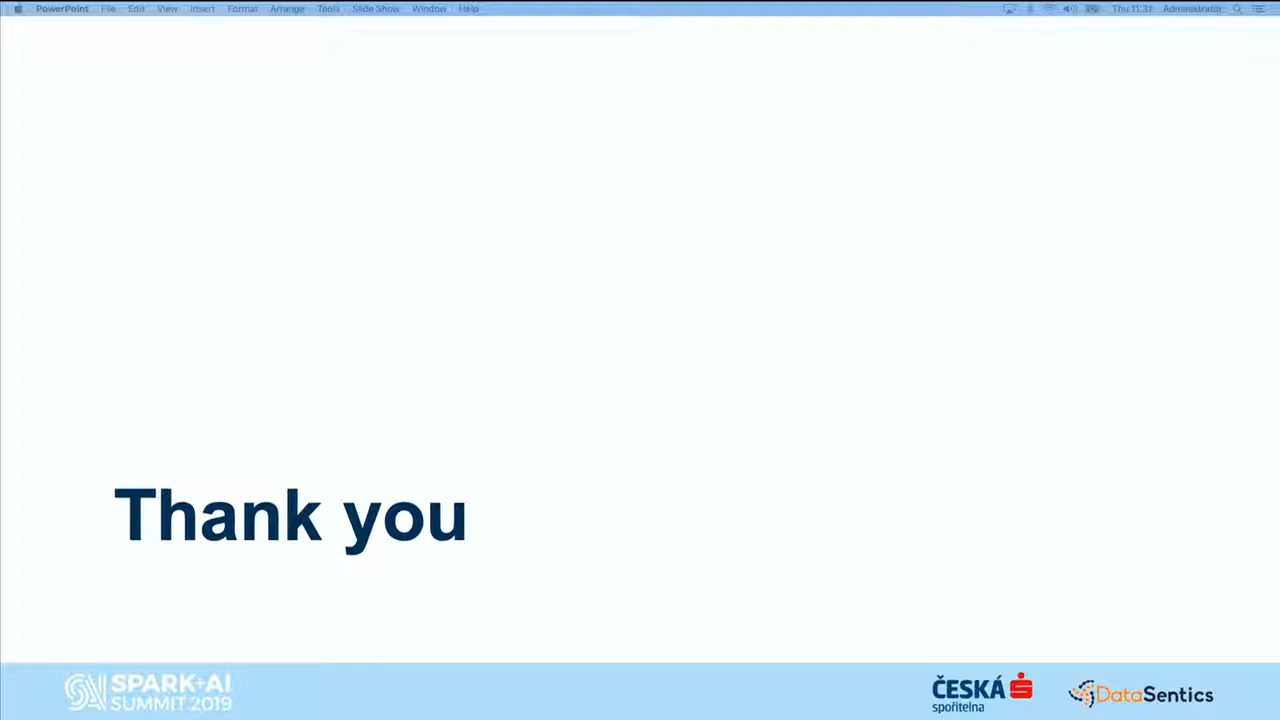 PowerPoint File Edit View Insert Format Arrange Tools Slide Show Window Help Thu 11:31 Administrator
Thank you
SPARK+AI
SUMMIT 2019
ČESKÁ
spořitelna
DataSentics